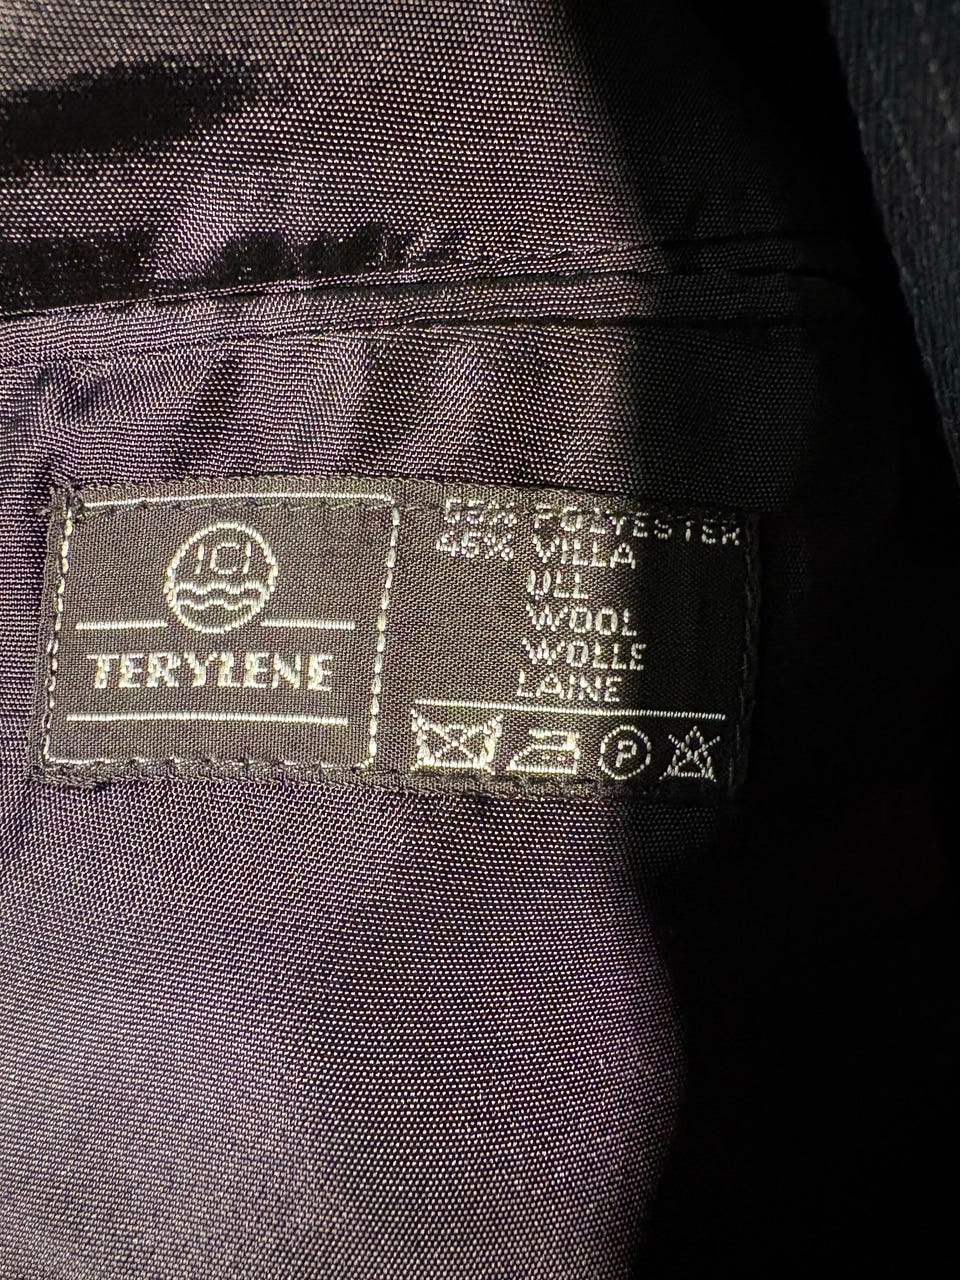 ICI
TERYLENE
55% POLYESTER
45% VILLA
ULL
WOOL
WOLLE
LAINE
P